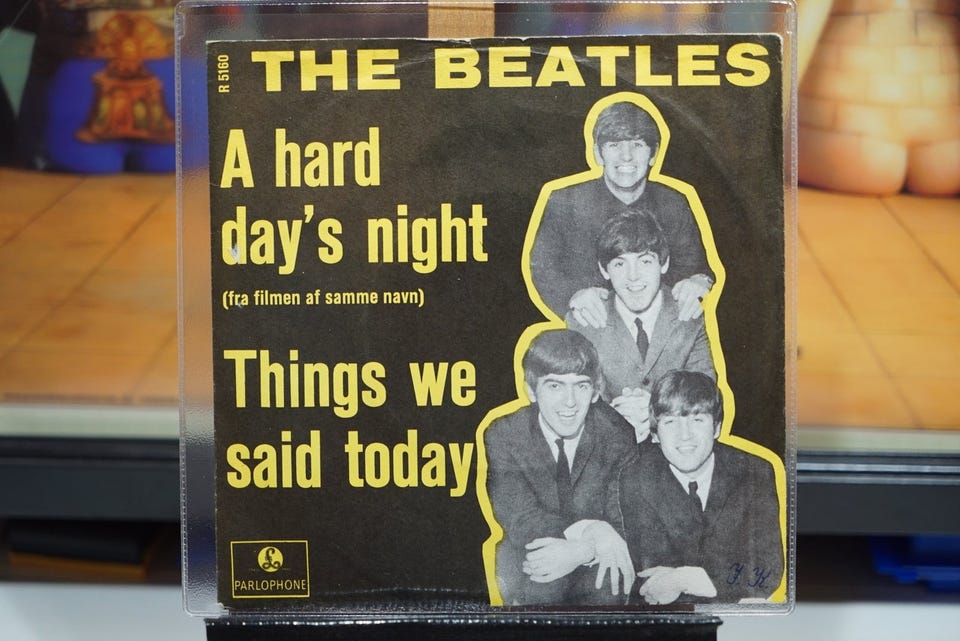 R 5160
THE BEATLES
A hard
day's night
(fra filmen af samme navn)
Things we
said today
PARLOPHONE